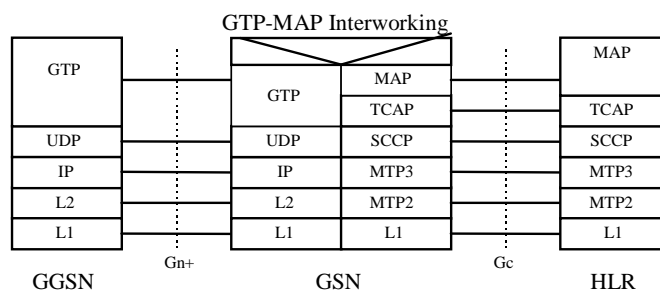 GTP-MAP Interworking
GTP
GTP
MAP
MAP
TCAP
TCAP
UDP
UDP
SCCP
SCCP
IP
IP
MTP3
MTP3
L2
L2
MTP2
MTP2
L1
L1
L1
L1
Gn+
Gc
GGSN
GSN
HLR